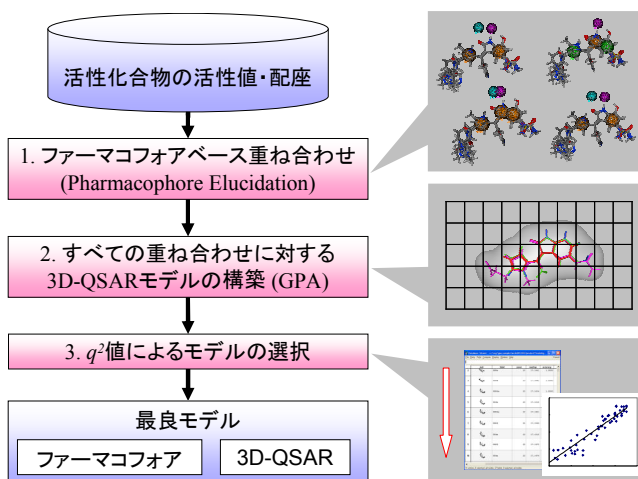 活性化合物の活性値・配座
1. ファーマコフォアベース重ね合わせ
(Pharmacophore Elucidation)
2. すべての重ね合わせに対する
3D-QSARモデルの構築 (GPA)
3. q²値によるモデルの選択
最良モデル
ファーマコフォア
3D-QSAR